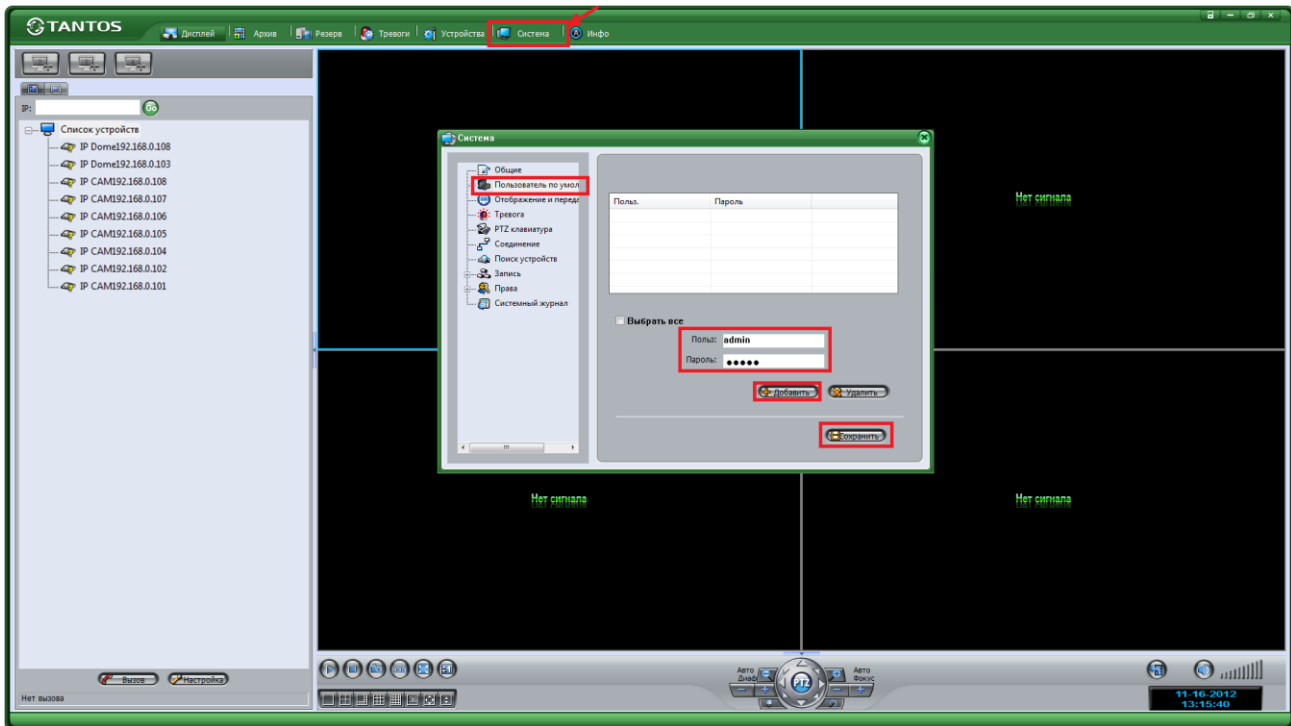 TANTOS
Дисплей
Архив
Резерв
Тревоги
Устройства
Система
Инфо
IP:
Go
Список устройств
IP Dome192.168.0.108
IP Dome192.168.0.103
IP CAM192.168.0.108
IP CAM192.168.0.107
IP CAM192.168.0.106
IP CAM192.168.0.105
IP CAM192.168.0.104
IP CAM192.168.0.102
IP CAM192.168.0.101
Вызов
Настройка
Нет вызова
Система
Общие
Пользователь по умол
Отображение и переда
Тревога
PTZ клавиатура
Соединение
Поиск устройств
Запись
Права
Системный журнал
Польз. Пароль
Выбрать все
Польз: admin
Пароль: ●●●●●
Добавить
Удалить
Сохранить
Нет сигнала
Нет сигнала
Нет сигнала
Авто
Диаф
PTZ
Авто
Фокус
11-16-2012
13:15:40